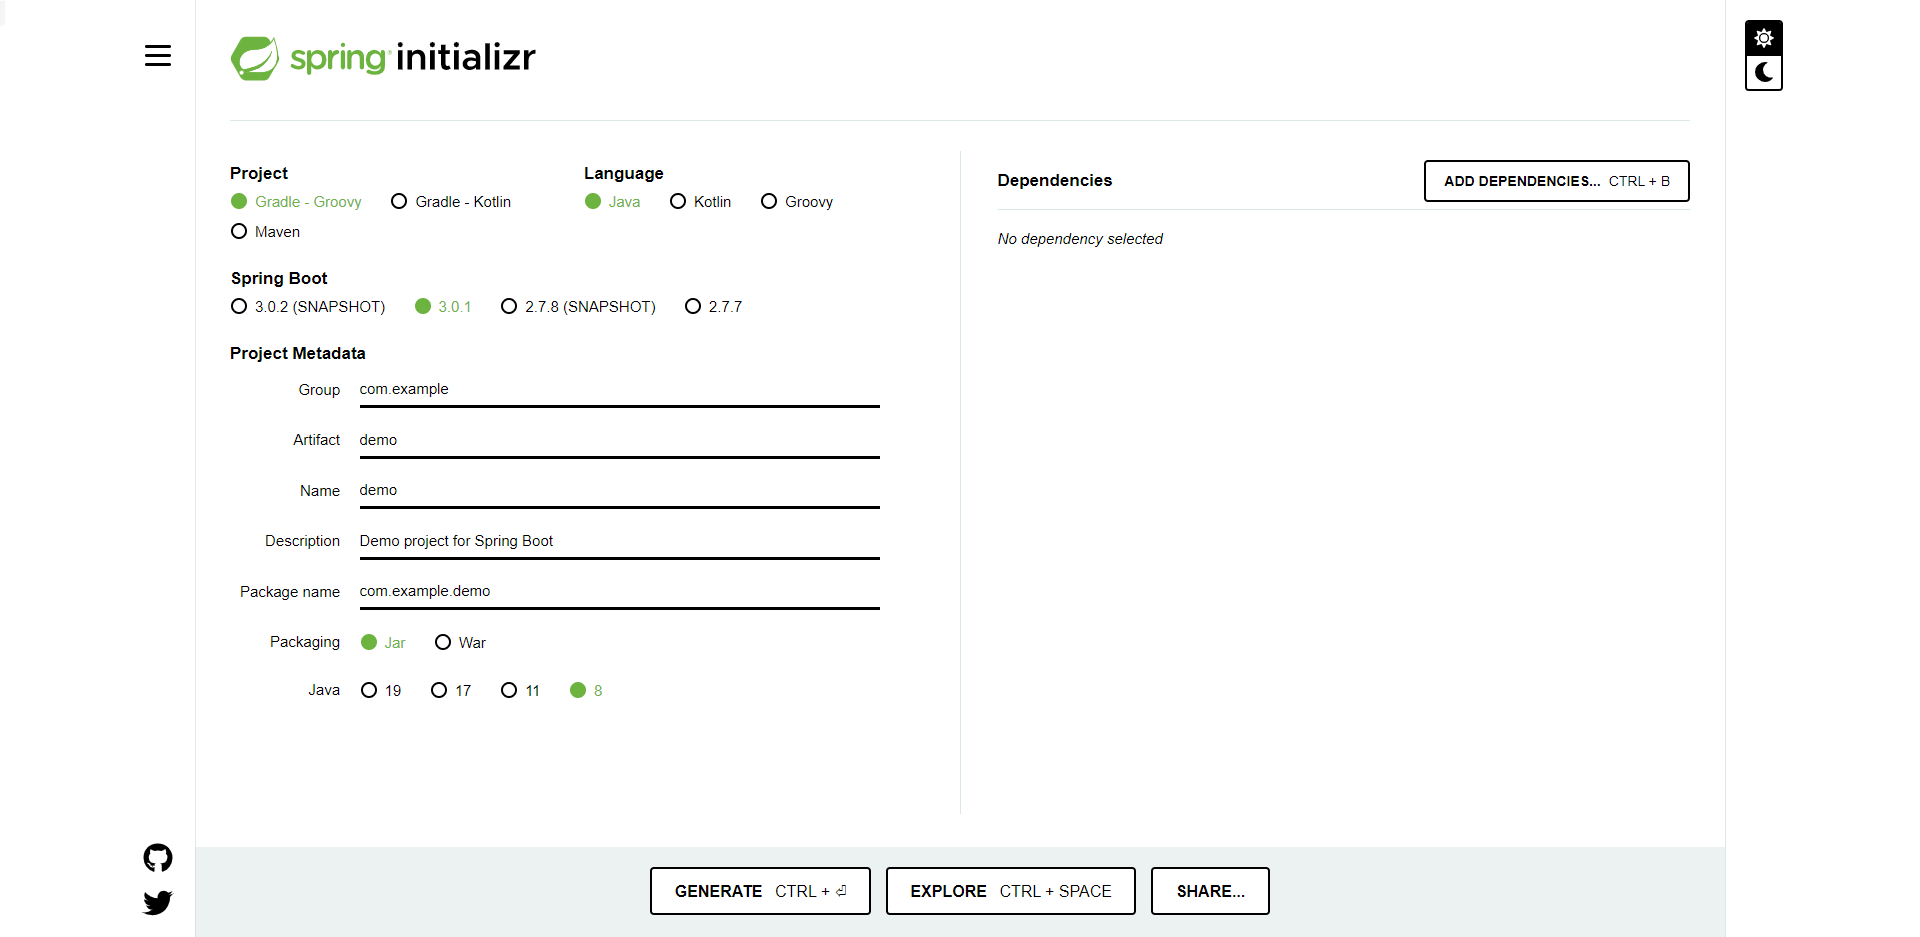 spring initializr
Project
Gradle - Groovy Gradle - Kotlin
Maven
Language
Java Kotlin Groovy
Spring Boot
3.0.2 (SNAPSHOT) 3.0.1 2.7.8 (SNAPSHOT) 2.7.7
Project Metadata
Group com.example
Artifact demo
Name demo
Description Demo project for Spring Boot
Package name com.example.demo
Packaging Jar War
Java 19 17 11 8
Dependencies
ADD DEPENDENCIES... CTRL + B
No dependency selected
GENERATE CTRL + ⏎
EXPLORE CTRL + SPACE
SHARE...